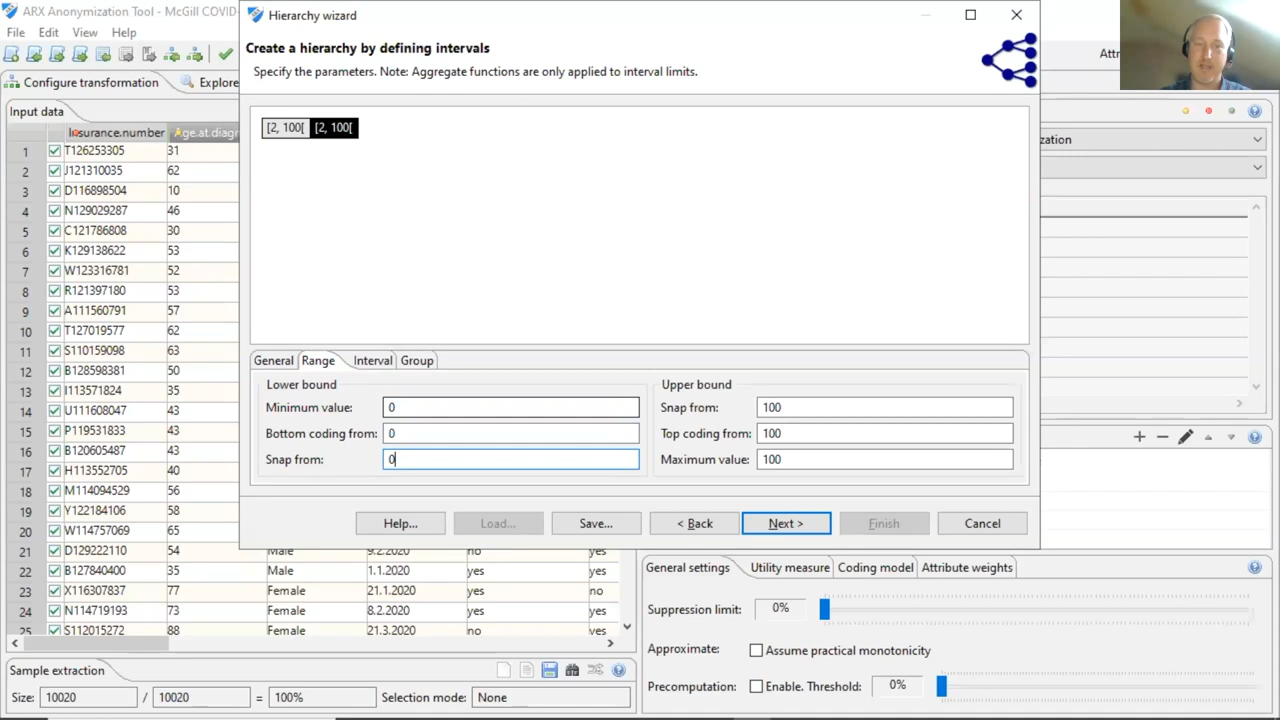 ARX Anonymization Tool - McGill COVID-
Hierarchy wizard
File Edit View Help
Create a hierarchy by defining intervals
Specify the parameters. Note: Aggregate functions are only applied to interval limits.
Configure transformation
Explore
Input data
[2, 100[ [2, 100[
General Range Interval Group
Lower bound
Minimum value: 0
Bottom coding from: 0
Snap from: 0
Upper bound
Snap from: 100
Top coding from: 100
Maximum value: 100
Help... Load... Save... < Back Next > Finish Cancel
Attr
zation
Insurance.number Age.at.diagn
1 T126253305 31
2 J121310035 62
3 D116898504 10
4 N129029287 46
5 C121786808 30
6 K129138622 53
7 W123316781 52
8 R121397180 53
9 A111560791 57
10 T127019577 62
11 S110159098 63
12 B128598381 50
13 I113571824 35
14 U111608047 43
15 P119531833 43
16 B120605487 43
17 H113552705 40
18 M114094529 56
19 Y122184106 58
20 W114757069 65
21 D129222110 54 Male 9.2.2020 no yes
22 B127840400 35 Male 1.1.2020 yes yes
23 X116307837 77 Female 21.1.2020 yes no
24 N114719193 73 Female 8.2.2020 yes yes
25 S112015272 88 Female 21.3.2020 no yes
Sample extraction
Size: 10020 / 10020 = 100% Selection mode: None
General settings Utility measure Coding model Attribute weights
Suppression limit: 0%
Approximate: Assume practical monotonicity
Precomputation: Enable. Threshold: 0%